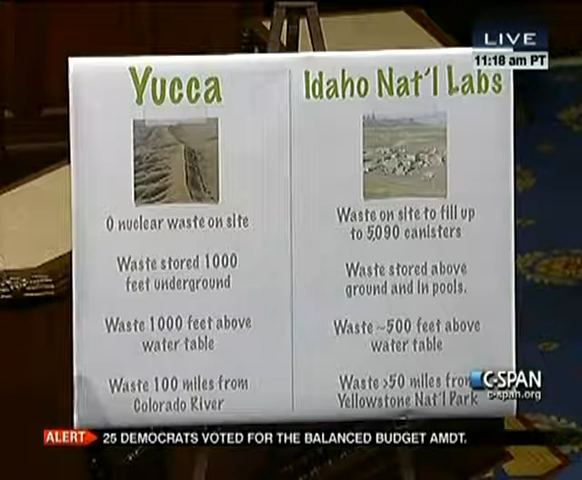 LIVE
11:18 am PT
Yucca
0 nuclear waste on site
Waste stored 1000
feet underground
Waste 1000 feet above
water table
Waste 100 miles from
Colorado River
Idaho Nat'l Labs
Waste on site to fill up
to 5,090 canisters
Waste stored above
ground and in pools.
Waste ~500 feet above
water table
Waste >50 miles from
Yellowstone Nat'l Park
C-SPAN
c-span.org
ALERT 25 DEMOCRATS VOTED FOR THE BALANCED BUDGET AMDT.